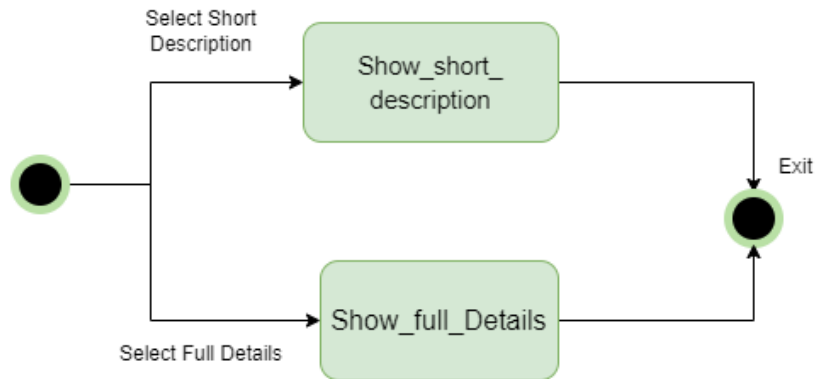 Select Short
Description
Show_short_
description
Exit
Show_full_Details
Select Full Details